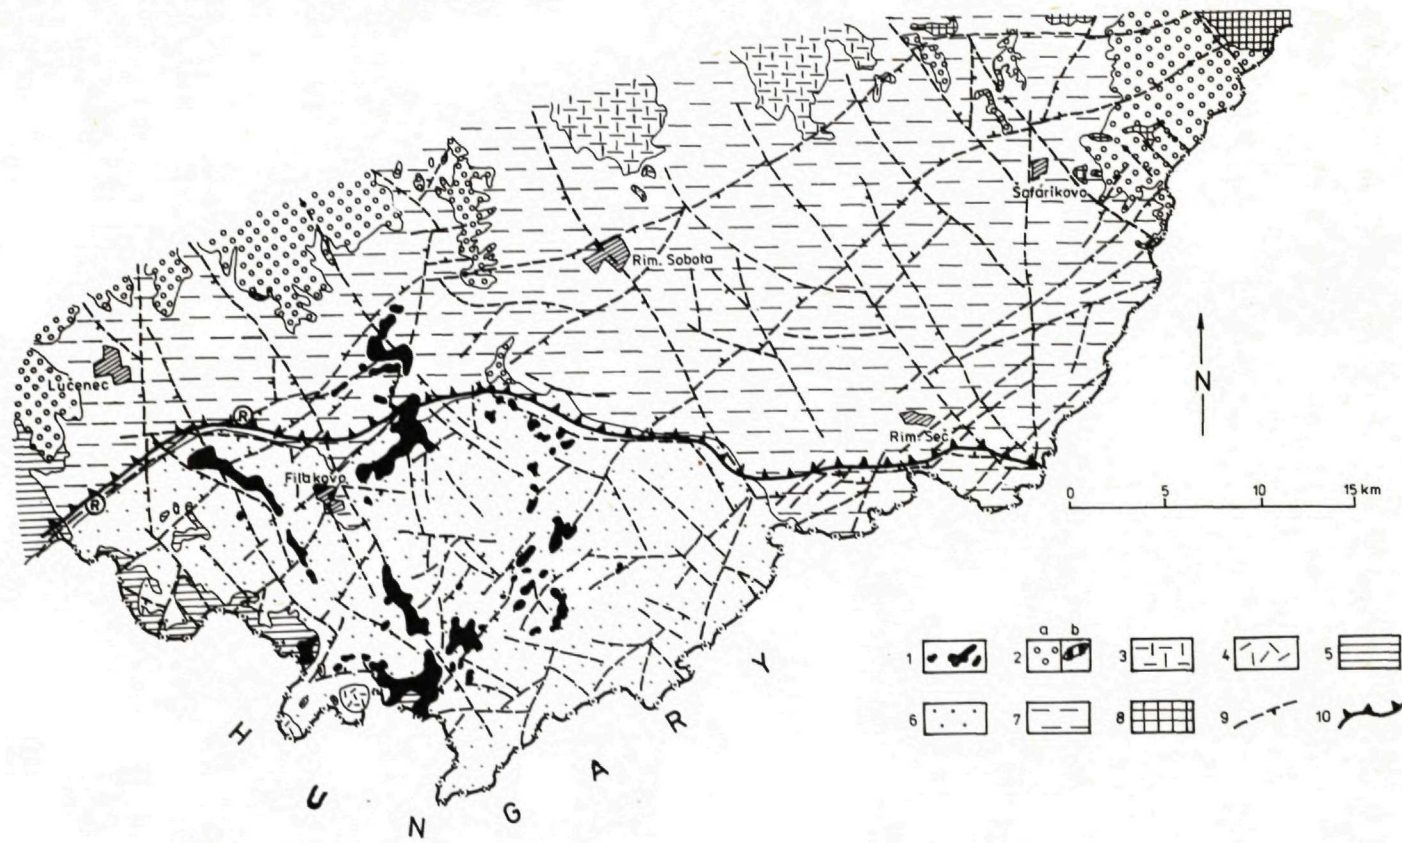 Šafárikovo
Rim. Sobota
N
Lučenec
R
Rim. Seč
Fiľakovo
R
0 5 10 15 km
H U N G A R Y
a b
1 2 3 4 5
6 7 8 9 10